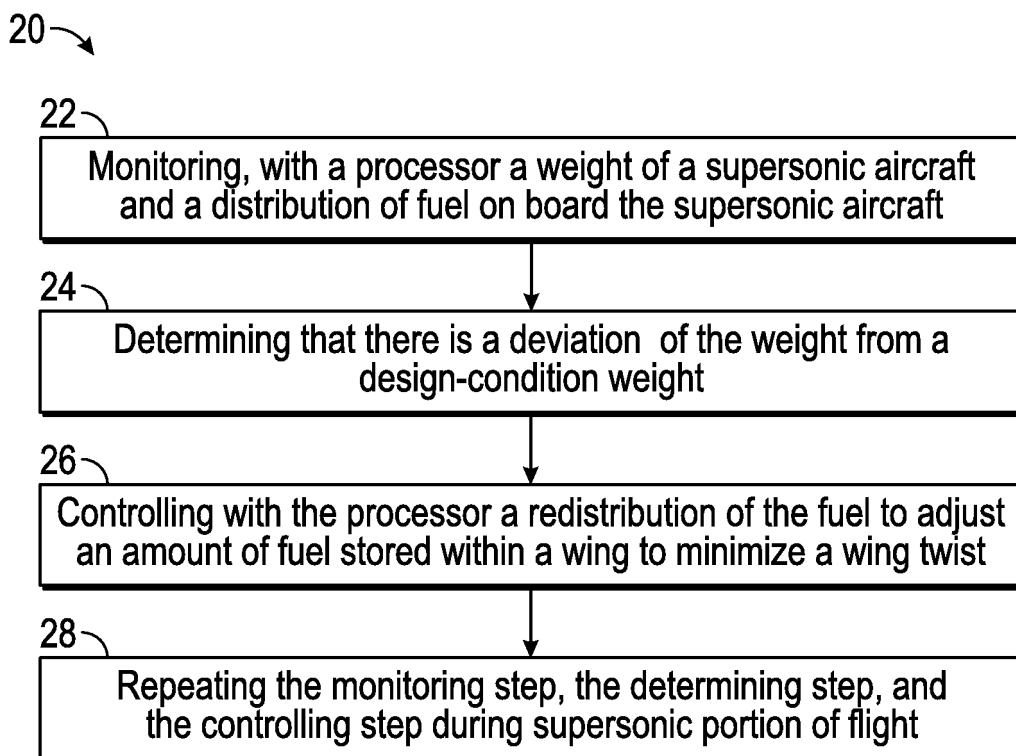 20
22
Monitoring, with a processor a weight of a supersonic aircraft
and a distribution of fuel on board the supersonic aircraft
24
Determining that there is a deviation of the weight from a
design-condition weight
26
Controlling with the processor a redistribution of the fuel to adjust
an amount of fuel stored within a wing to minimize a wing twist
28
Repeating the monitoring step, the determining step, and
the controlling step during supersonic portion of flight